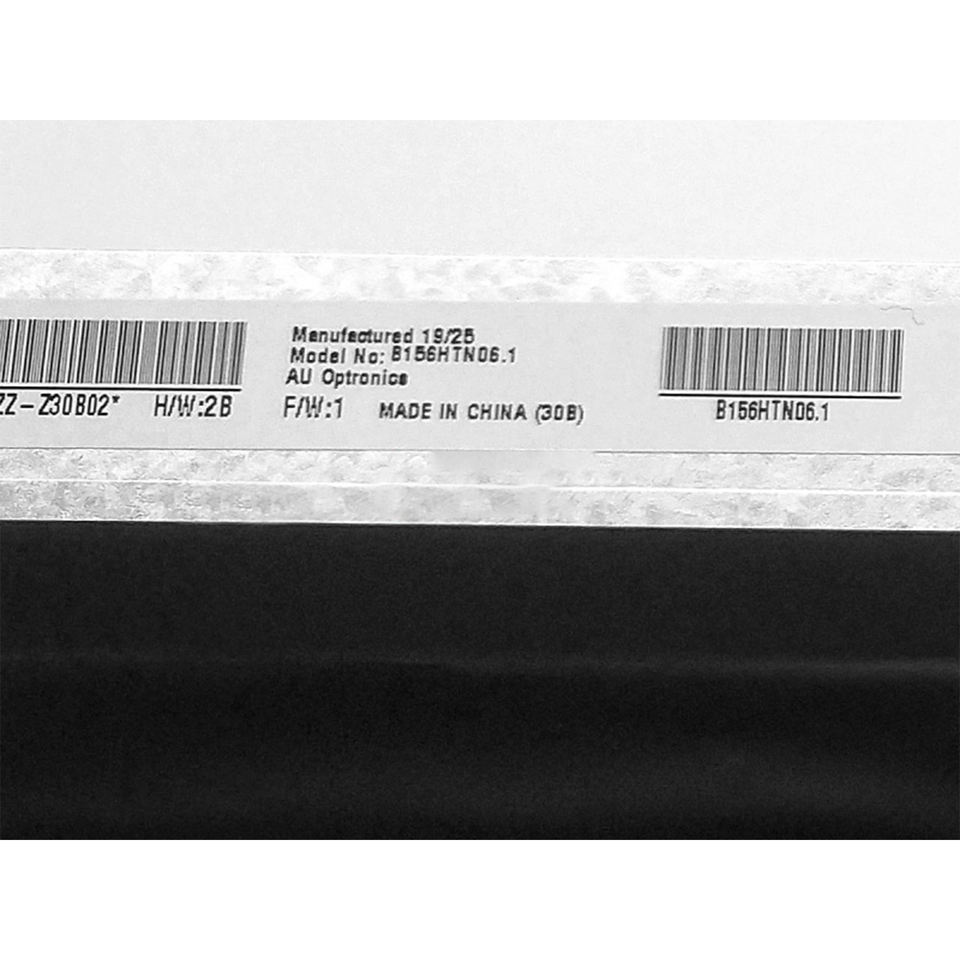 Manufactured 19/25
Model No: B156HTN06.1
AU Optronics
ZZ-Z30B02* H/W:2B F/W:1 MADE IN CHINA (30B)
B156HTN06.1